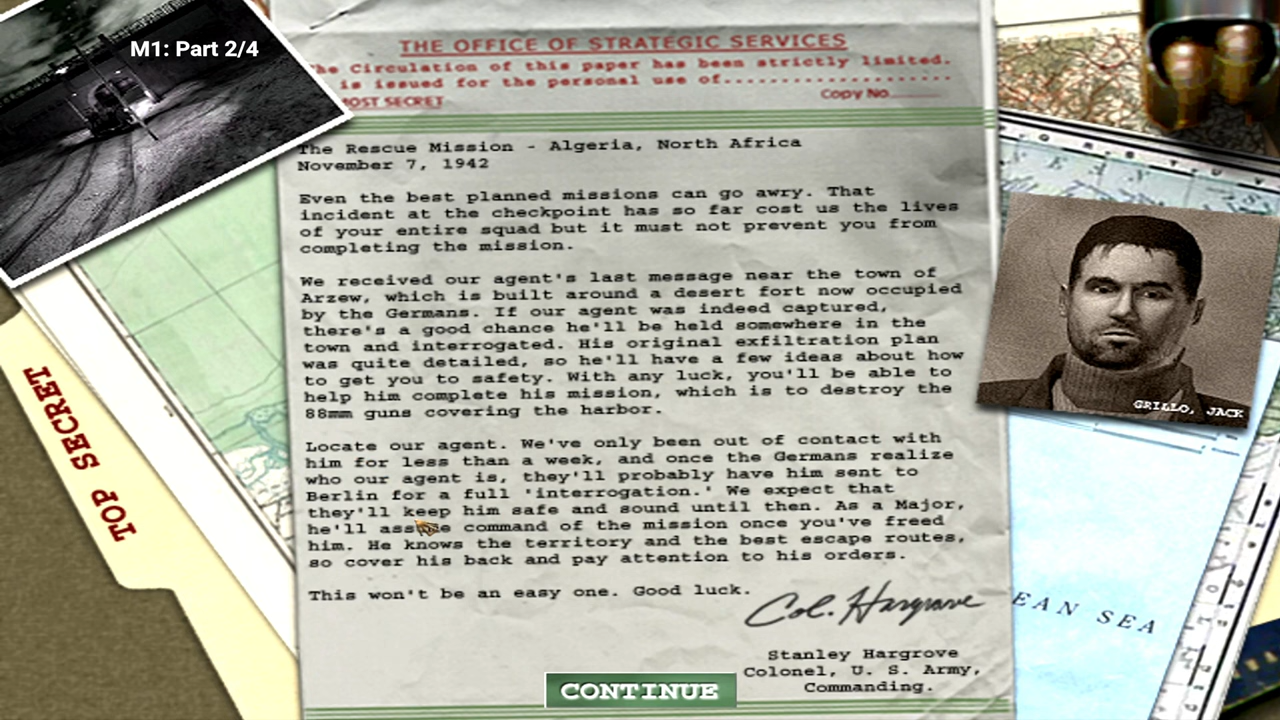 M1: Part 2/4
THE OFFICE OF STRATEGIC SERVICES
he Circulation of this paper has been strictly limited.
is issued for the personal use of......................
MOST SECRET
Copy No.
The Rescue Mission - Algeria, North Africa
November 7, 1942
Even the best planned missions can go awry. That
incident at the checkpoint has so far cost us the lives
of your entire squad but it must not prevent you from
completing the mission.
We received our agent's last message near the town of
Arzew, which is built around a desert fort now occupied
by the Germans. If our agent was indeed captured,
there's a good chance he'll be held somewhere in the
town and interrogated. His original exfiltration plan
was quite detailed, so he'll have a few ideas about how
to get you to safety. With any luck, you'll be able to
help him complete his mission, which is to destroy the
88mm guns covering the harbor.
Locate our agent. We've only been out of contact with
him for less than a week, and once the Germans realize
who our agent is, they'll probably have him sent to
Berlin for a full 'interrogation.' We expect that
they'll keep him safe and sound until then. As a Major,
he'll assume command of the mission once you've freed
him. He knows the territory and the best escape routes,
so cover his back and pay attention to his orders.
This won't be an easy one. Good luck.
Col. Hargrove
Stanley Hargrove
Colonel, U. S. Army,
Commanding.
CONTINUE
TOP SECRET
GRILLO, JACK
EAN SEA